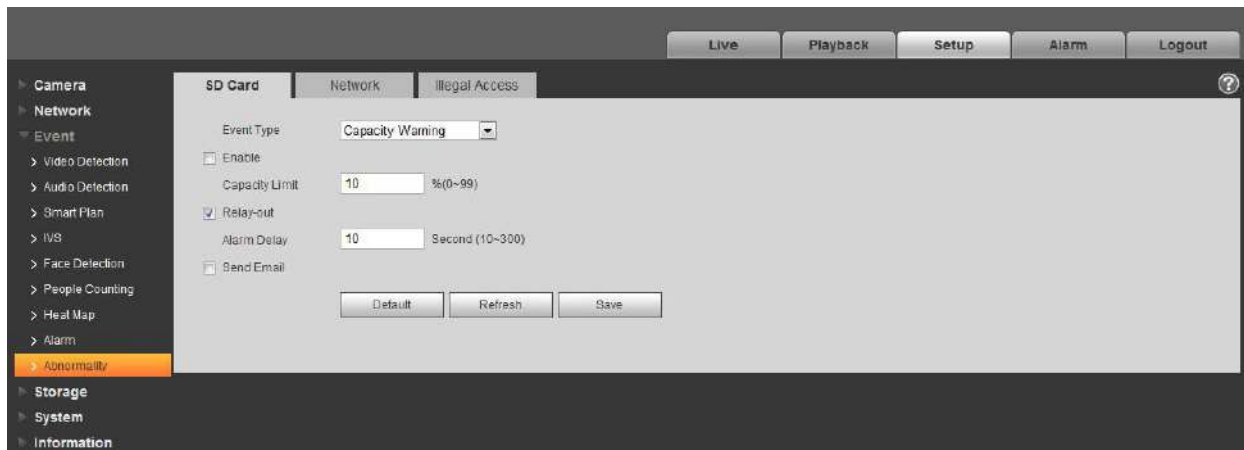 Live Playback Setup Alarm Logout
Camera
Network
Event
Video Detection
Audio Detection
Smart Plan
IVS
Face Detection
People Counting
Heat Map
Alarm
Abnormality
Storage
System
Information
SD Card Network Illegal Access
?
Event Type Capacity Warning
Enable
Capacity Limit 10 %(0~99)
Relay-out
Alarm Delay 10 Second (10~300)
Send Email
Default Refresh Save